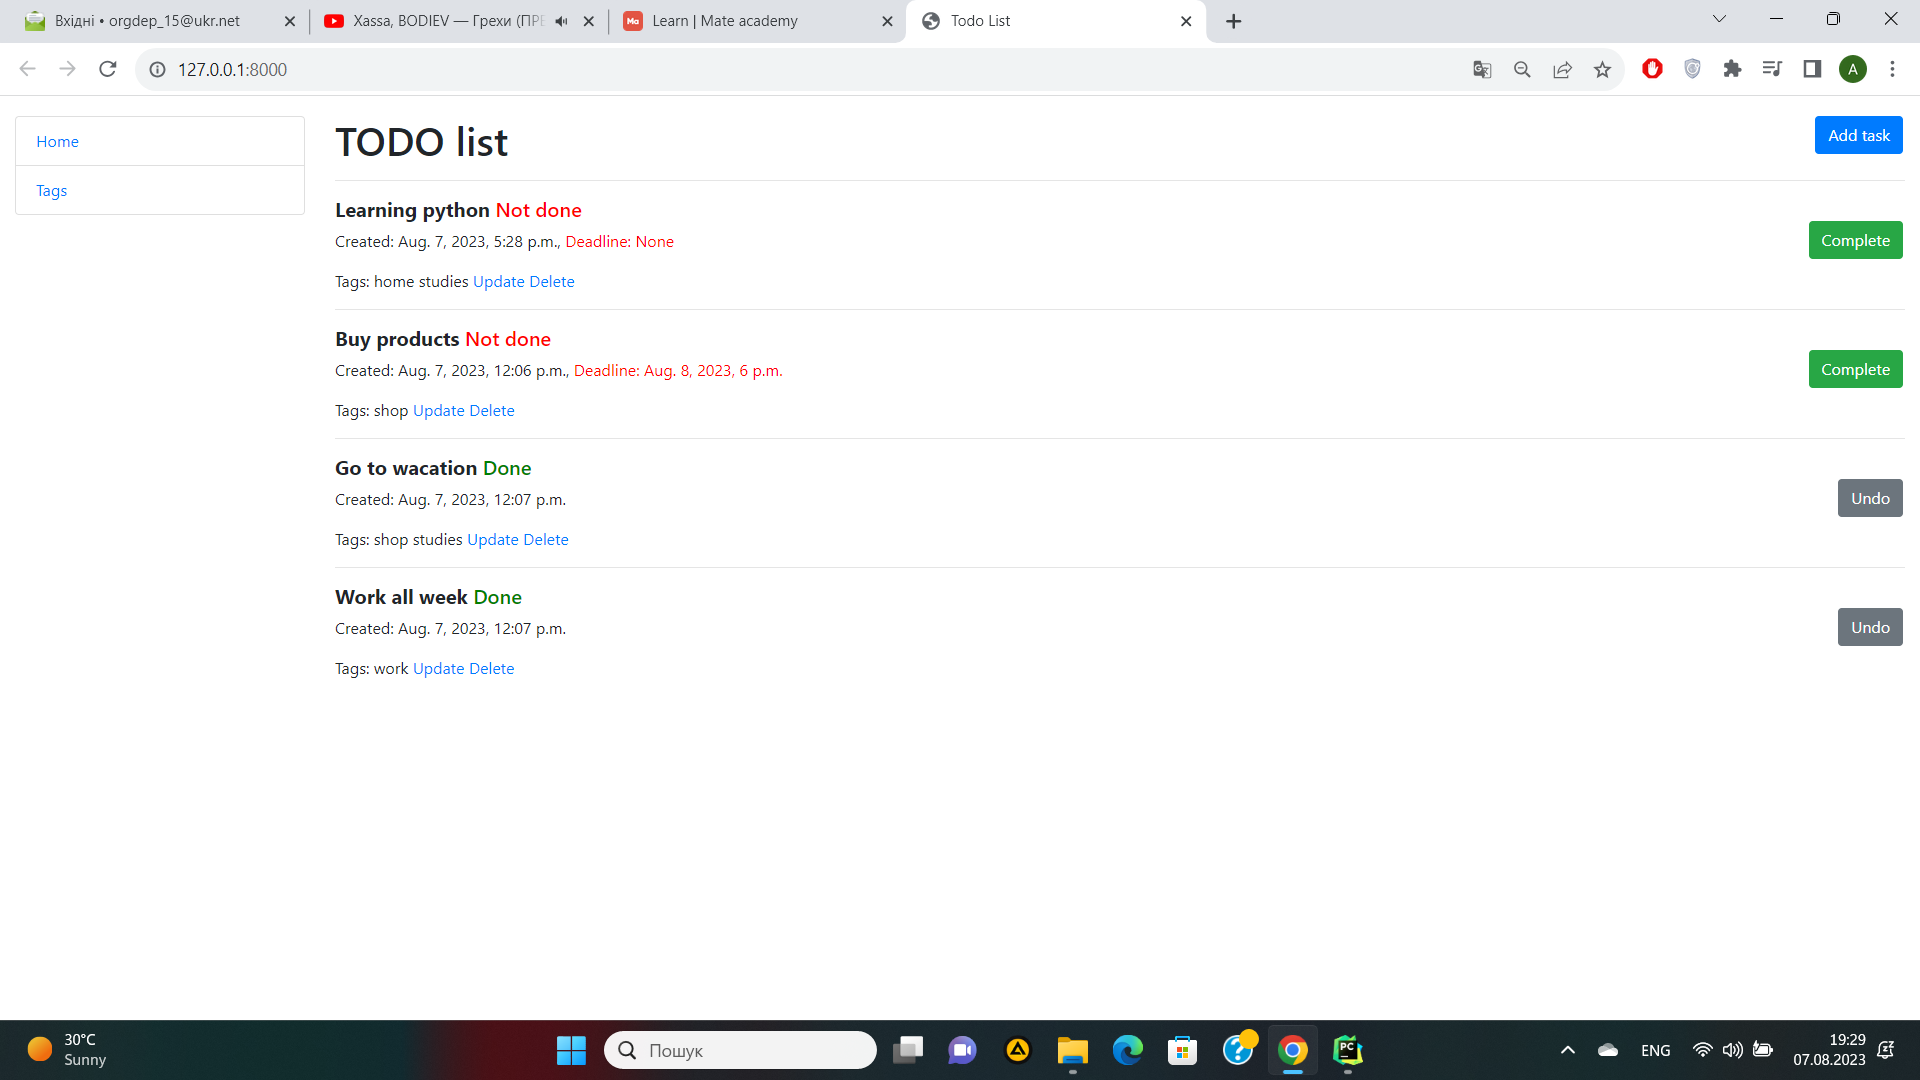 Вхідні • orgdep_15@ukr.net
Xassa, BODIEV — Грехи (ПРЕ
Learn | Mate academy
Todo List
127.0.0.1:8000
A
Home
Tags
TODO list
Add task
Learning python Not done
Created: Aug. 7, 2023, 5:28 p.m., Deadline: None
Complete
Tags: home studies Update Delete
Buy products Not done
Created: Aug. 7, 2023, 12:06 p.m., Deadline: Aug. 8, 2023, 6 p.m.
Complete
Tags: shop Update Delete
Go to wacation Done
Created: Aug. 7, 2023, 12:07 p.m.
Undo
Tags: shop studies Update Delete
Work all week Done
Created: Aug. 7, 2023, 12:07 p.m.
Undo
Tags: work Update Delete
30°C
Sunny
Пошук
PC
ENG
19:29
07.08.2023